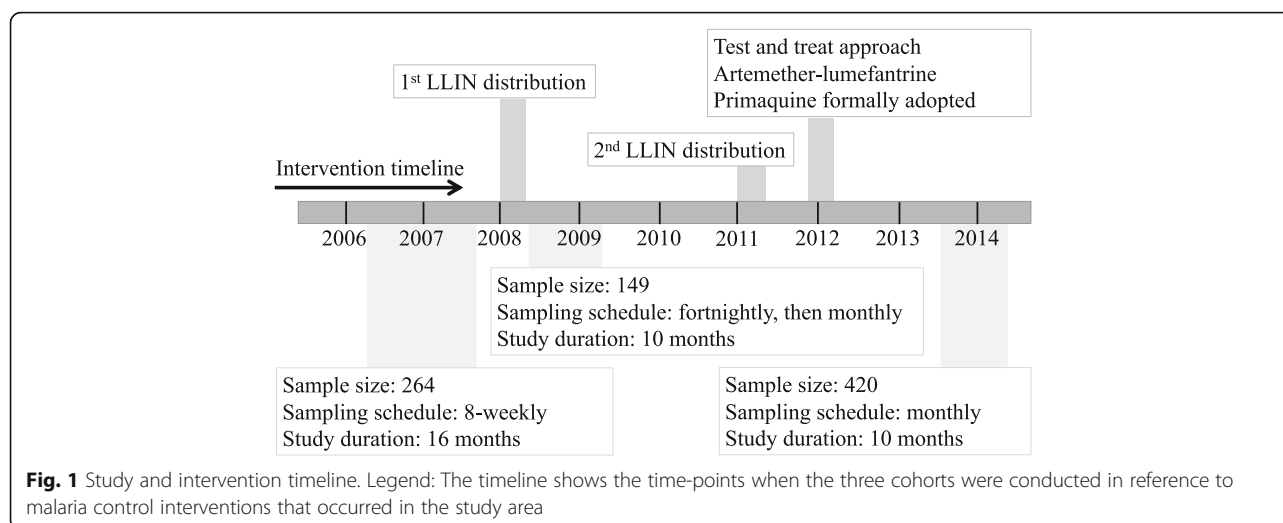 Test and treat approach
Artemether-lumefantrine
Primaquine formally adopted
1st LLIN distribution
2nd LLIN distribution
Intervention timeline
2006 2007 2008 2009 2010 2011 2012 2013 2014
Sample size: 149
Sampling schedule: fortnightly, then monthly
Study duration: 10 months
Sample size: 264
Sampling schedule: 8-weekly
Study duration: 16 months
Sample size: 420
Sampling schedule: monthly
Study duration: 10 months
Fig. 1 Study and intervention timeline. Legend: The timeline shows the time-points when the three cohorts were conducted in reference to
malaria control interventions that occurred in the study area